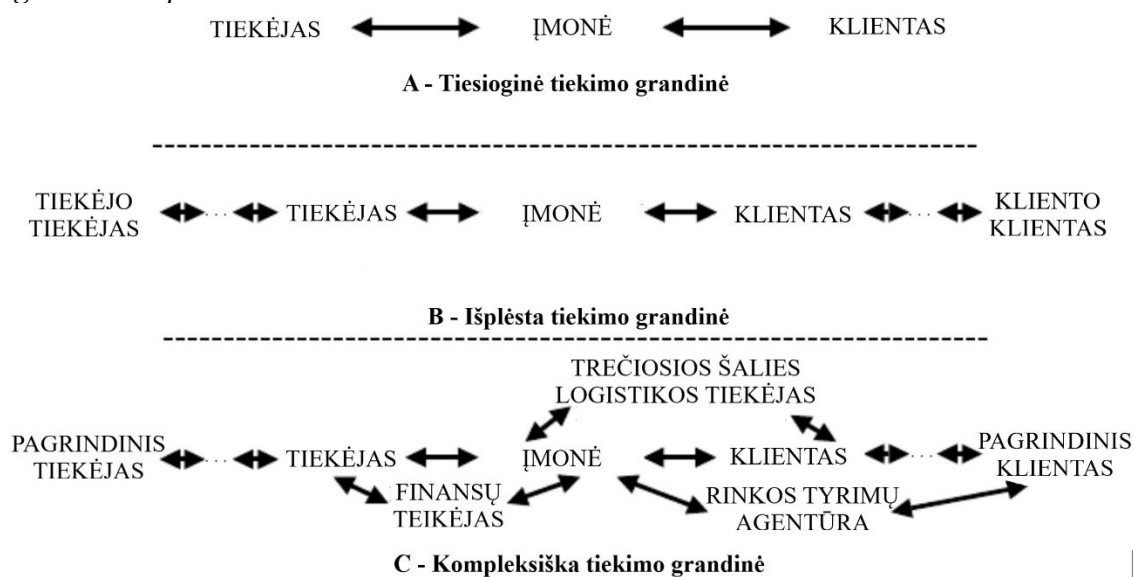 TIEKĖJAS ĮMONĖ KLIENTAS
A - Tiesioginė tiekimo grandinė
TIEKĖJO
TIEKĖJAS
... TIEKĖJAS ĮMONĖ KLIENTAS ...
KLIENTO
KLIENTAS
B - Išplėsta tiekimo grandinė
TREČIOSIOS ŠALIES
LOGISTIKOS TIEKĖJAS
PAGRINDINIS
TIEKĖJAS
... TIEKĖJAS ĮMONĖ KLIENTAS ...
PAGRINDINIS
KLIENTAS
FINANSŲ
TEIKĖJAS
RINKOS TYRIMŲ
AGENTŪRA
C - Kompleksiška tiekimo grandinė